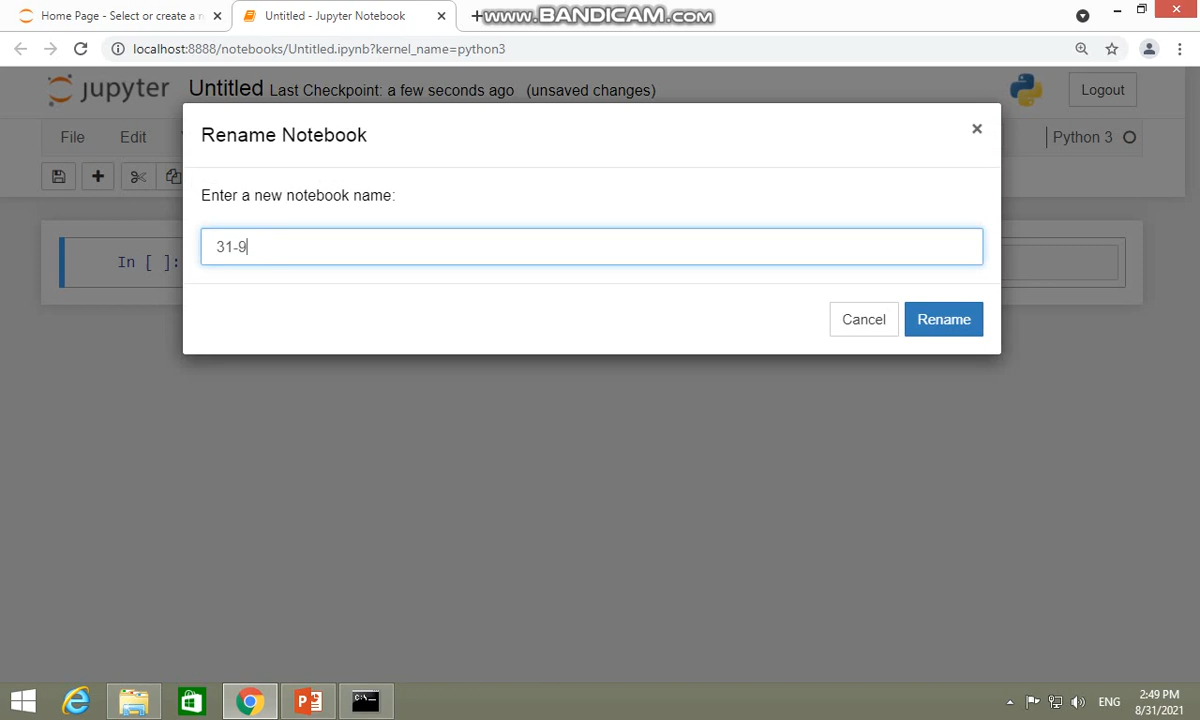 Home Page - Select or create a n
Untitled - Jupyter Notebook
www.BANDICAM.com
localhost:8888/notebooks/Untitled.ipynb?kernel_name=python3
jupyter Untitled Last Checkpoint: a few seconds ago (unsaved changes)
Logout
File Edit
Python 3
Rename Notebook
Enter a new notebook name:
31-9
In [ ]:
Cancel Rename
ENG
2:49 PM
8/31/2021